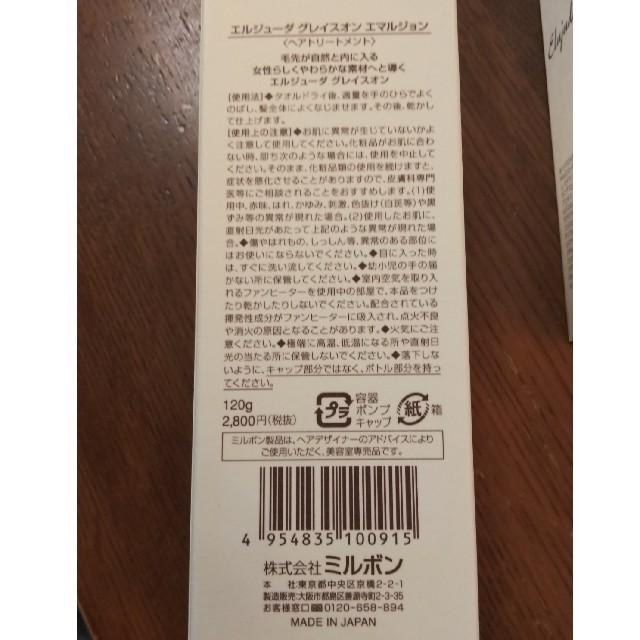 エルジューダ グレイスオン エマルジョン
〈ヘアトリートメント〉
毛先が自然と内に入る
女性らしくやわらかな素材へと導く
エルジューダ グレイスオン
【使用法】◆タオルドライ後、適量を手のひらでよく
のばし、髪全体によくなじませます。その後、乾かし
て仕上げます。
【使用上の注意】◆お肌に異常が生じていないかよ
く注意して使用してください。化粧品がお肌に合わ
ない時、即ち次のような場合には、使用を中止して
ください。そのまま、化粧品類の使用を続けますと、
症状を悪化させることがありますので、皮膚科専門
医等にご相談されることをおすすめします。(1)使用
中、赤味、はれ、かゆみ、刺激、色抜け(白斑等)や黒
ずみ等の異常が現れた場合。(2)使用したお肌に、
直射日光があたって上記のような異常が現れた場
合。◆傷やはれもの、しっしん等、異常のある部位に
はお使いにならないでください。◆目に入った時
は、すぐに洗い流してください。◆幼小児の手の届
かない所に保管してください。◆室内空気を取り入
れるファンヒーターを使用中の部屋で、本品をつけ
たり乾かしたりしないでください。配合されている
揮発性成分がファンヒーターに吸入され、点火不良
や消火の原因となることがあります。◆火気にご注
意ください。◆極端に高温、低温になる所や直射日
光の当たる所に保管しないでください。◆落下しな
いように、キャップ部分ではなく、ボトル部分を持っ
てください。
120g
2,800円(税抜)
プラ
容器
ポンプ
キャップ
紙
箱
ミルボン製品は、ヘアデザイナーのアドバイスにより
ご使用いただく、美容室専売品です。
4 954835 100915
株式会社 ミルボン
本 社:東京都中央区京橋2-2-1
製造販売:大阪市都島区善源寺町2-3-35
お客様窓口 0120-658-894
MADE IN JAPAN